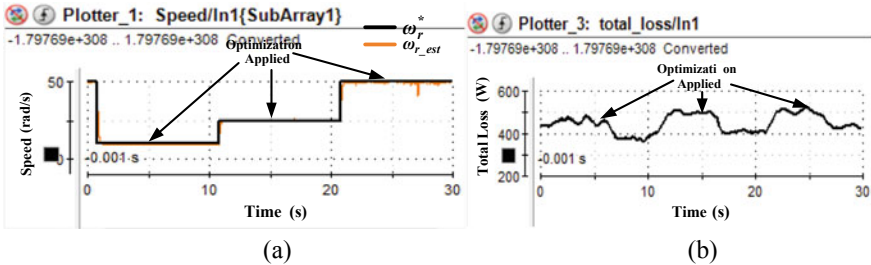 Plotter_1: Speed/In1{SubArray1}
-1.79769e+308 .. 1.79769e+308 Converted
ω*r
ωr_est
Optimization
Applied
Speed (rad/s)
50
0
-0.001 s
0 10 20 30
Time (s)
(a)
Plotter_3: total_loss/In1
-1.79769e+308 .. 1.79769e+308 Converted
Optimizati on
Applied
Total Loss (W)
600
400
200
-0.001 s
0 10 20 30
Time (s)
(b)